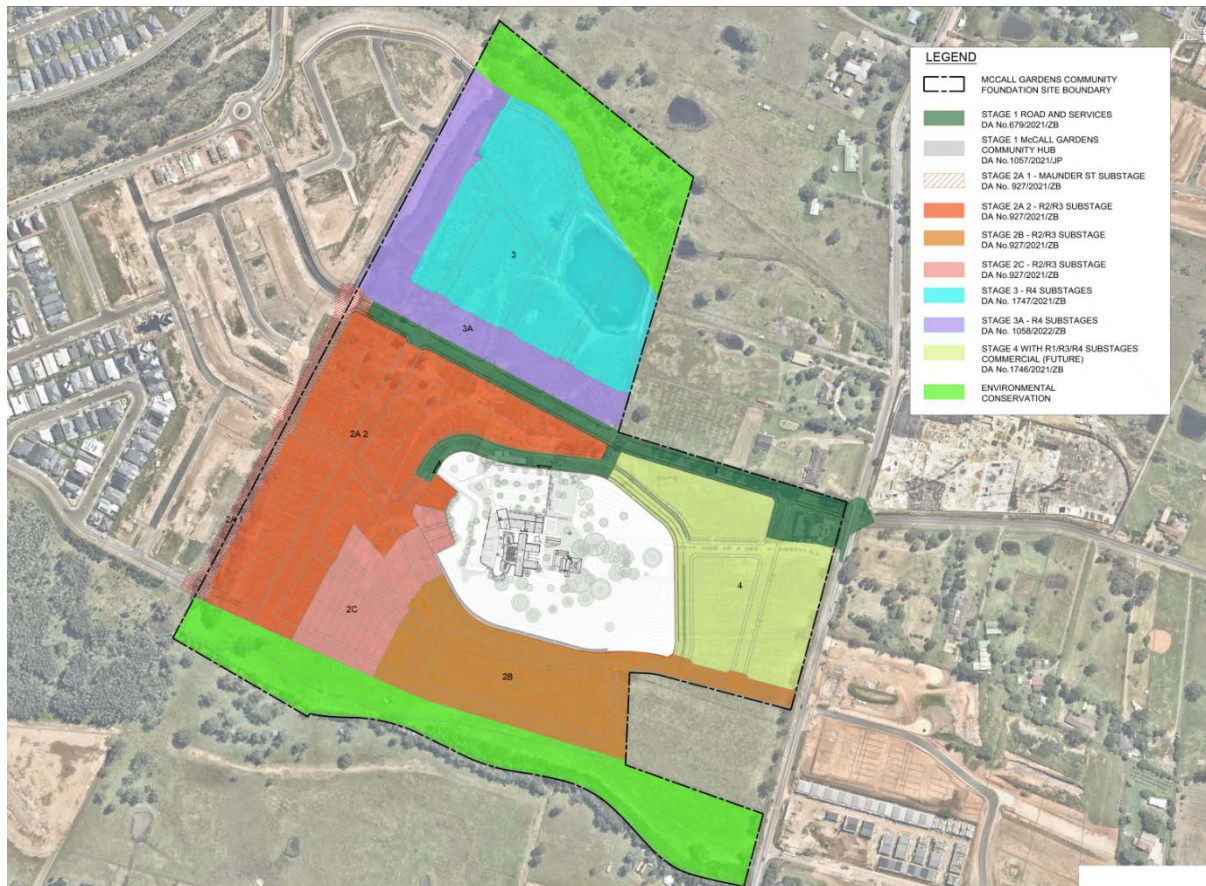 LEGEND
MCCALL GARDENS COMMUNITY
FOUNDATION SITE BOUNDARY
STAGE 1 ROAD AND SERVICES
DA No.679/2021/ZB
STAGE 1 McCALL GARDENS
COMMUNITY HUB
DA No.1057/2021/JP
STAGE 2A 1 - MAUNDER ST SUBSTAGE
DA No. 927/2021/ZB
STAGE 2A 2 - R2/R3 SUBSTAGE
DA No.927/2021/ZB
STAGE 2B - R2/R3 SUBSTAGE
DA No.927/2021/ZB
STAGE 2C - R2/R3 SUBSTAGE
DA No.927/2021/ZB
STAGE 3 - R4 SUBSTAGES
DA No. 1747/2021/ZB
STAGE 3A - R4 SUBSTAGES
DA No. 1058/2022/ZB
STAGE 4 WITH R1/R3/R4 SUBSTAGES
COMMERCIAL (FUTURE)
DA No.1746/2021/ZB
ENVIRONMENTAL
CONSERVATION
3
3A
2A 2
1
2A 1
4
2C
2B